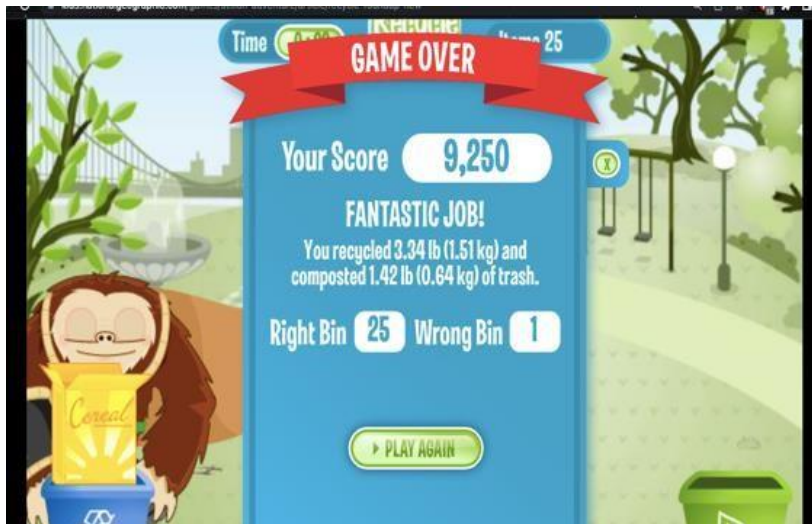 Time
Items 25
GAME OVER
Your Score 9,250
X
FANTASTIC JOB!
You recycled 3.34 lb (1.51 kg) and
composted 1.42 lb (0.64 kg) of trash.
Right Bin 25 Wrong Bin 1
Cereal
PLAY AGAIN